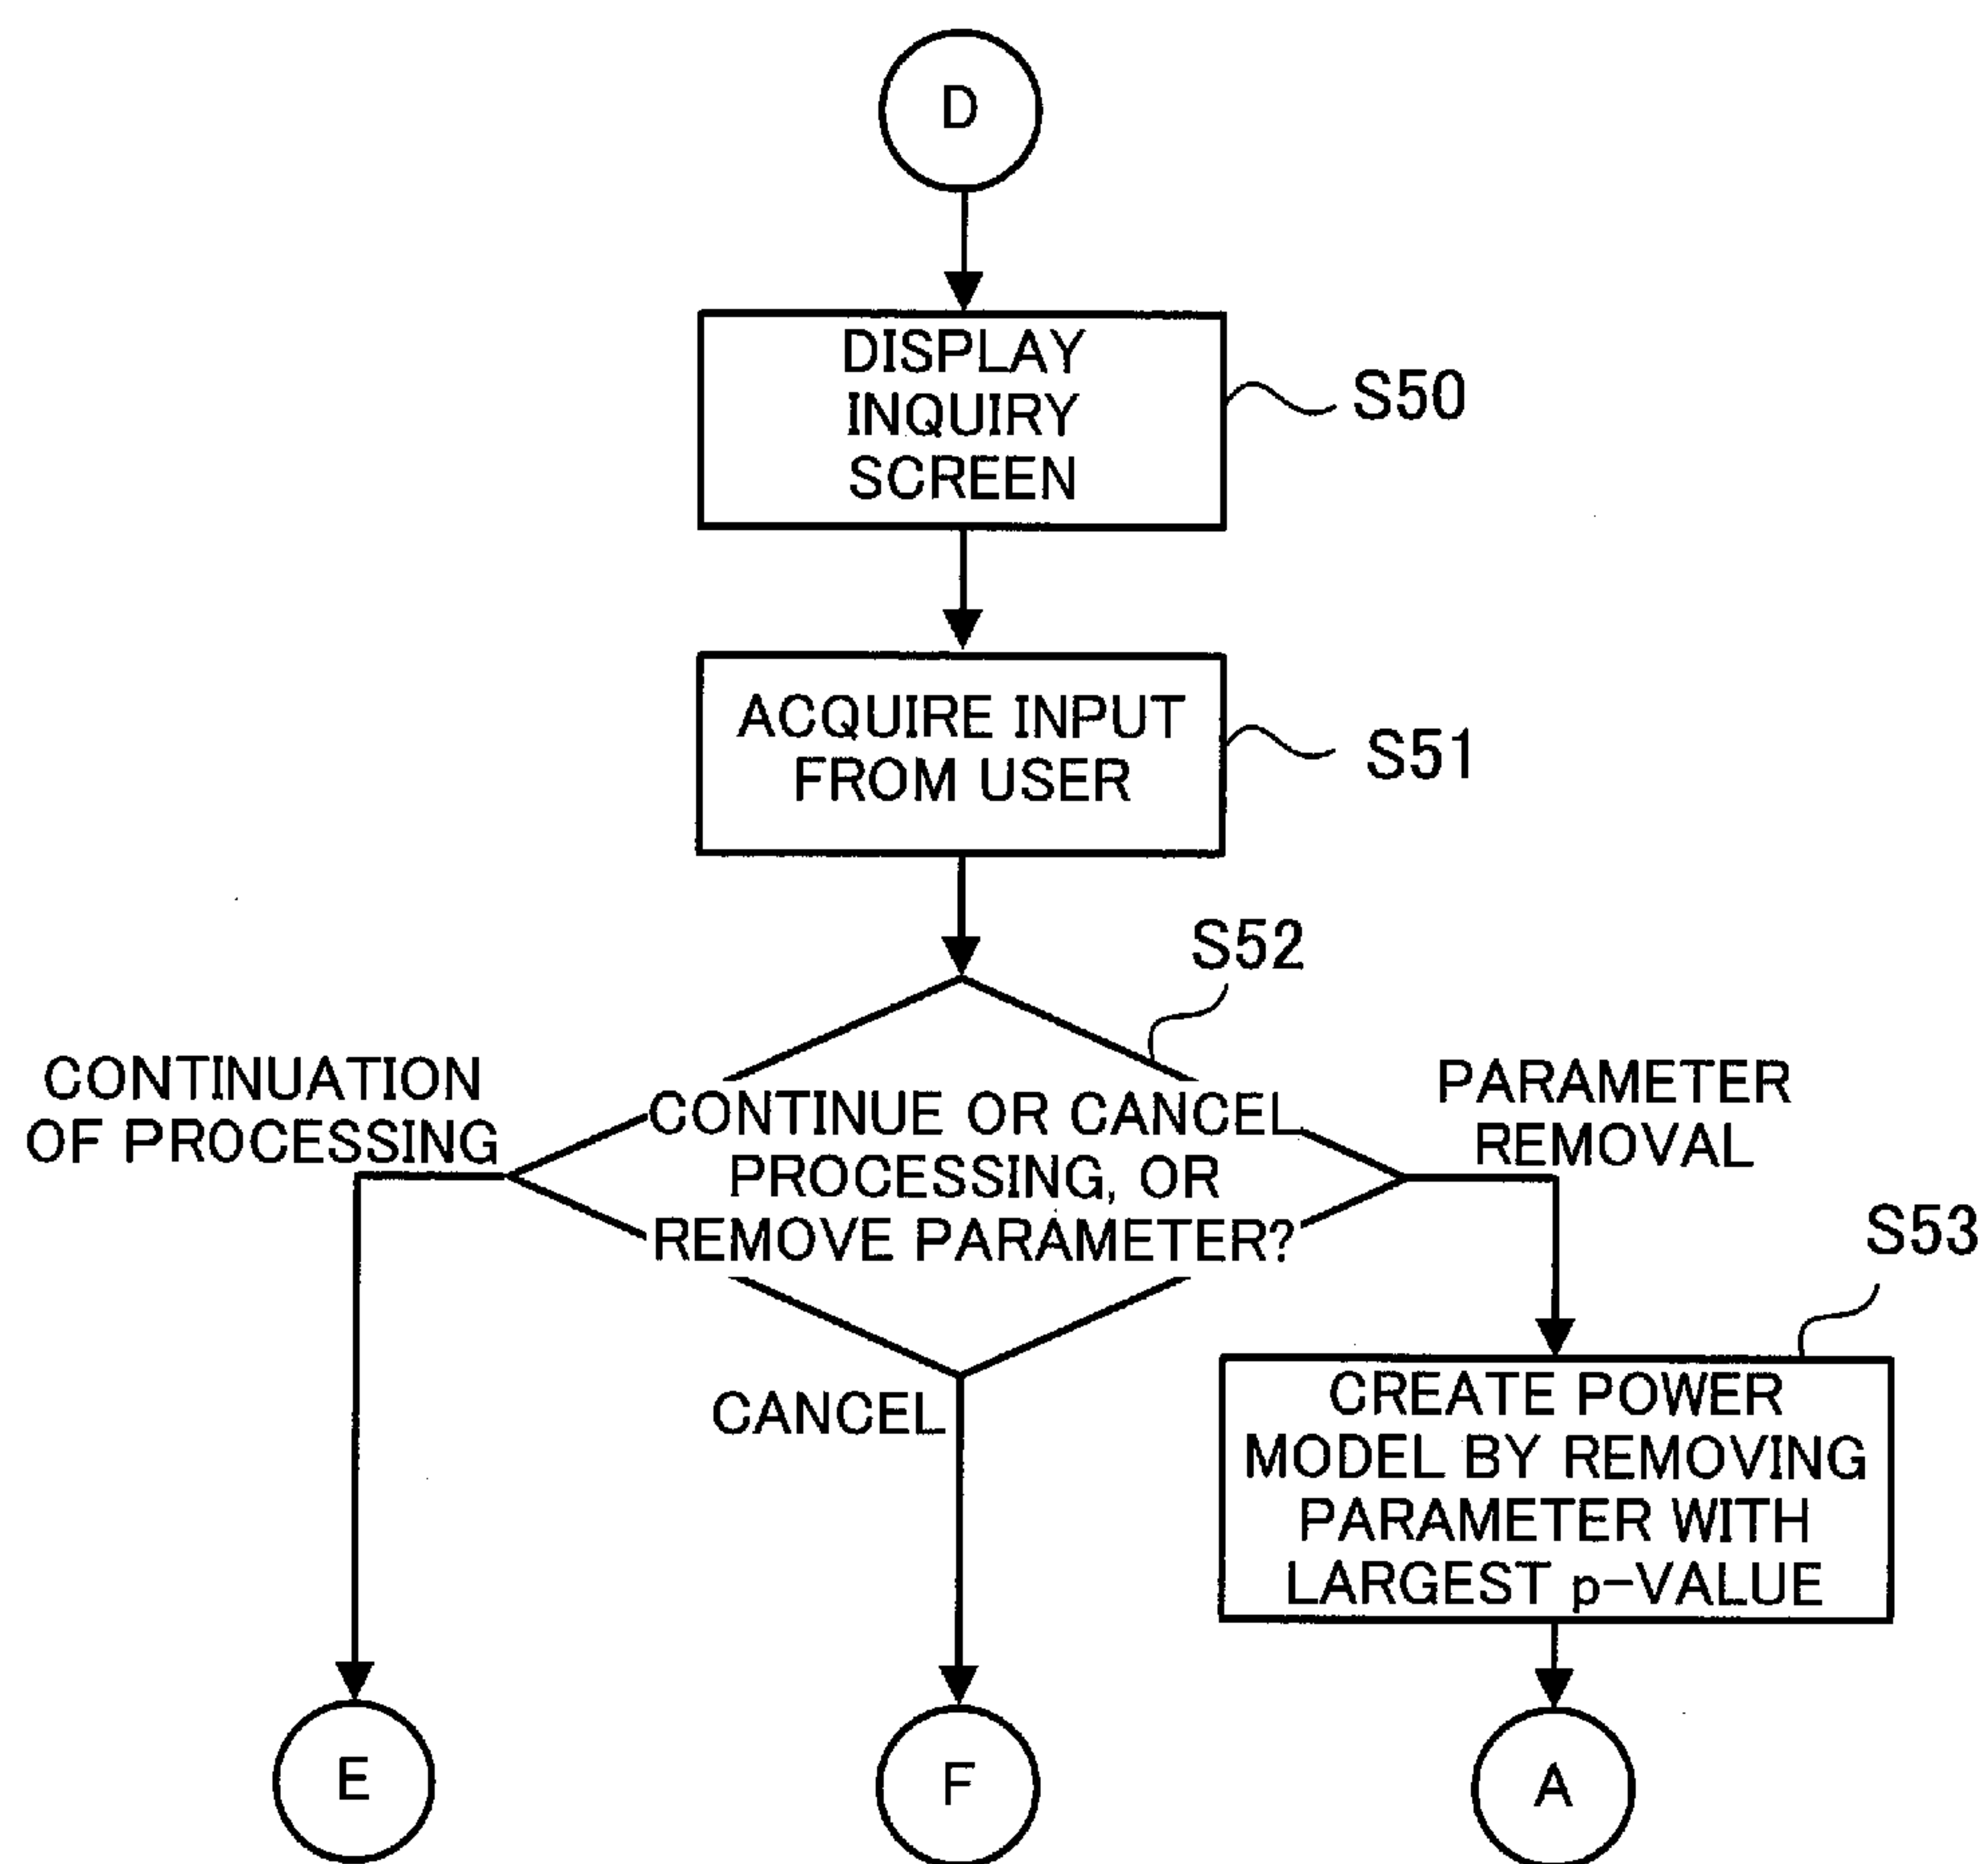 D
DISPLAY
INQUIRY
SCREEN
S50
ACQUIRE INPUT
FROM USER
S51
S52
CONTINUATION
OF PROCESSING
CONTINUE OR CANCEL
PROCESSING, OR
REMOVE PARAMETER?
PARAMETER
REMOVAL
S53
CANCEL
CREATE POWER
MODEL BY REMOVING
PARAMETER WITH
LARGEST p-VALUE
E
F
A